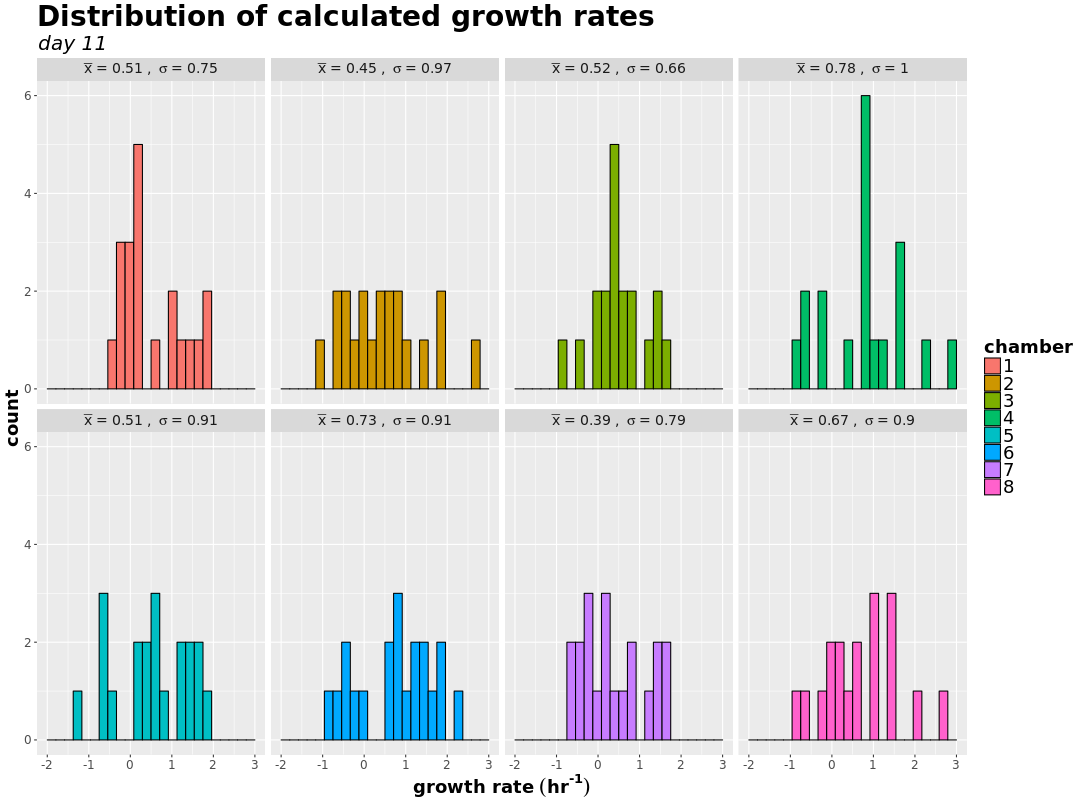 Distribution of calculated growth rates
day 11
x̅ = 0.51 , σ = 0.75
x̅ = 0.45 , σ = 0.97
x̅ = 0.52 , σ = 0.66
x̅ = 0.78 , σ = 1
6
4
2
0
x̅ = 0.51 , σ = 0.91
x̅ = 0.73 , σ = 0.91
x̅ = 0.39 , σ = 0.79
x̅ = 0.67 , σ = 0.9
6
4
2
0
count
-2 -1 0 1 2 3
-2 -1 0 1 2 3
-2 -1 0 1 2 3
-2 -1 0 1 2 3
growth rate (hr⁻¹)
chamber
1
2
3
4
5
6
7
8